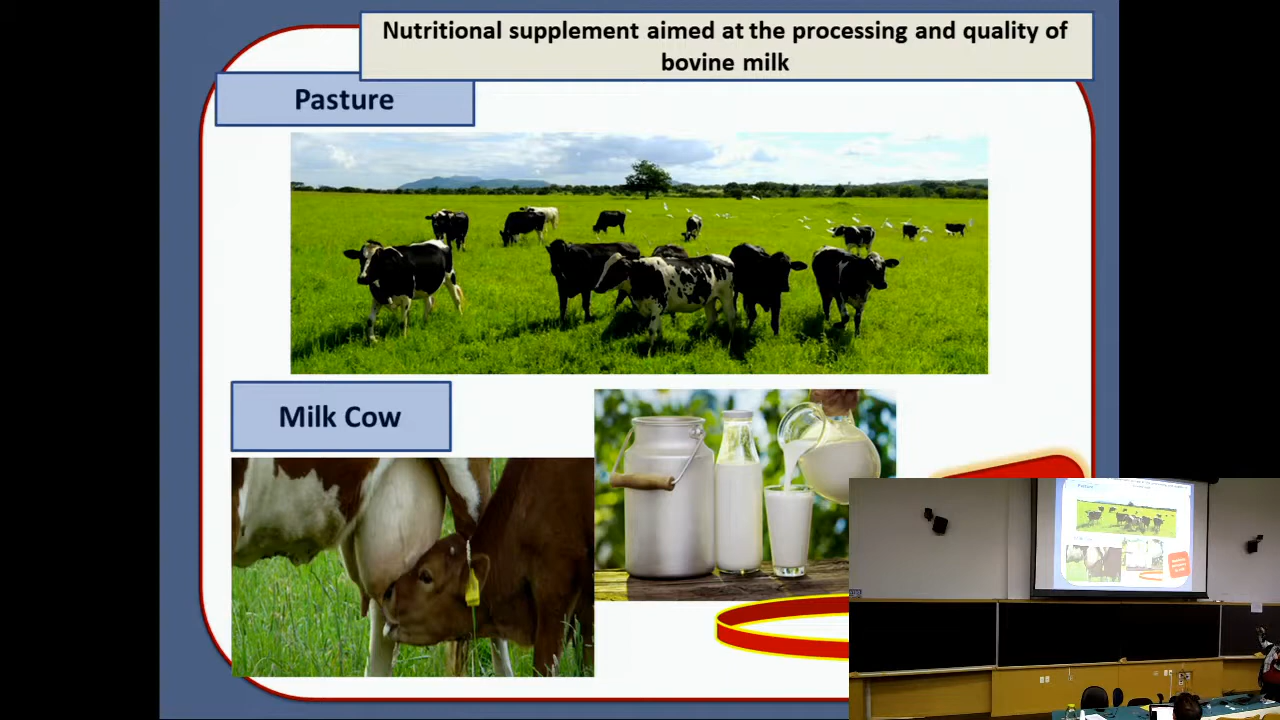 Nutritional supplement aimed at the processing and quality of
bovine milk
Pasture
Milk Cow